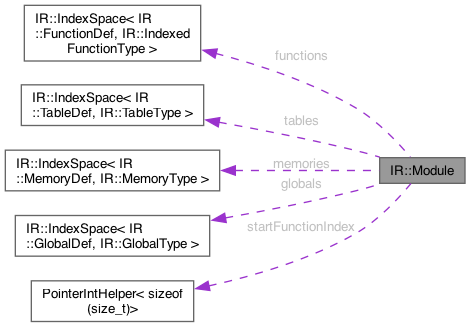 IR::IndexSpace< IR
::FunctionDef, IR::Indexed
FunctionType >
functions
IR::IndexSpace< IR
::TableDef, IR::TableType >
tables
IR::IndexSpace< IR
::MemoryDef, IR::MemoryType >
memories
IR::Module
globals
IR::IndexSpace< IR
::GlobalDef, IR::GlobalType >
startFunctionIndex
PointerIntHelper< sizeof
(size_t)>